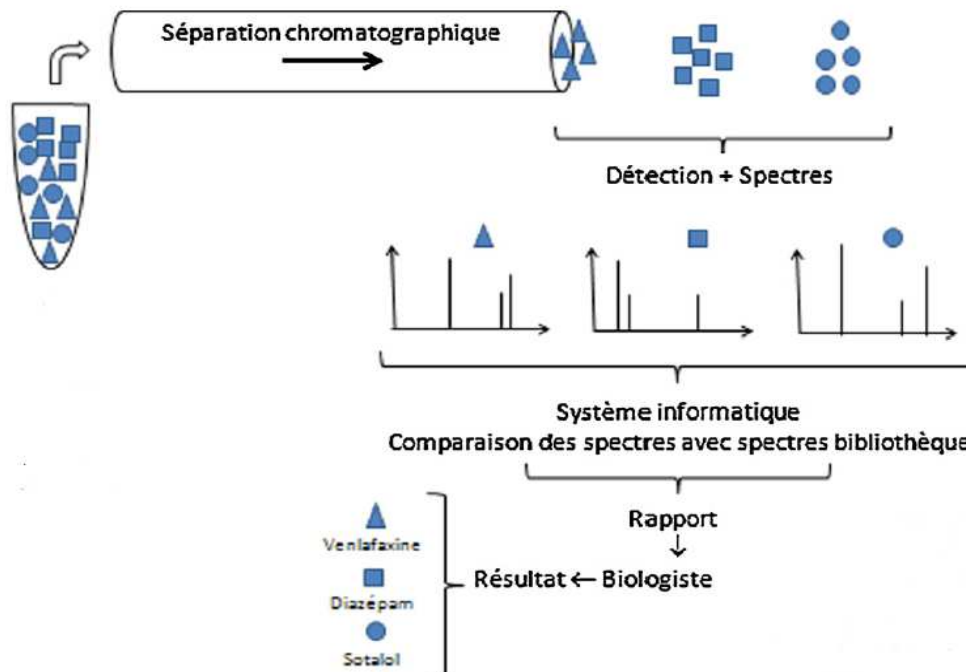 Séparation chromatographique
Détection + Spectres
Système informatique
Comparaison des spectres avec spectres bibliothèque
Rapport
Résultat ← Biologiste
Venlafaxine
Diazépam
Sotalol